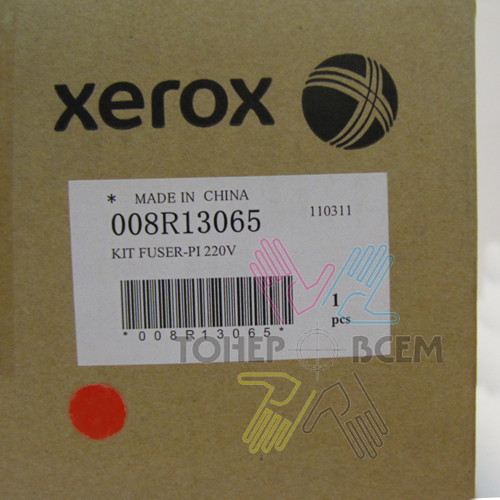 xerox
* MADE IN CHINA
008R13065
110311
KIT FUSER-PI 220V
1
pcs
*008R13065*
ТОНЕР ВСЕМ